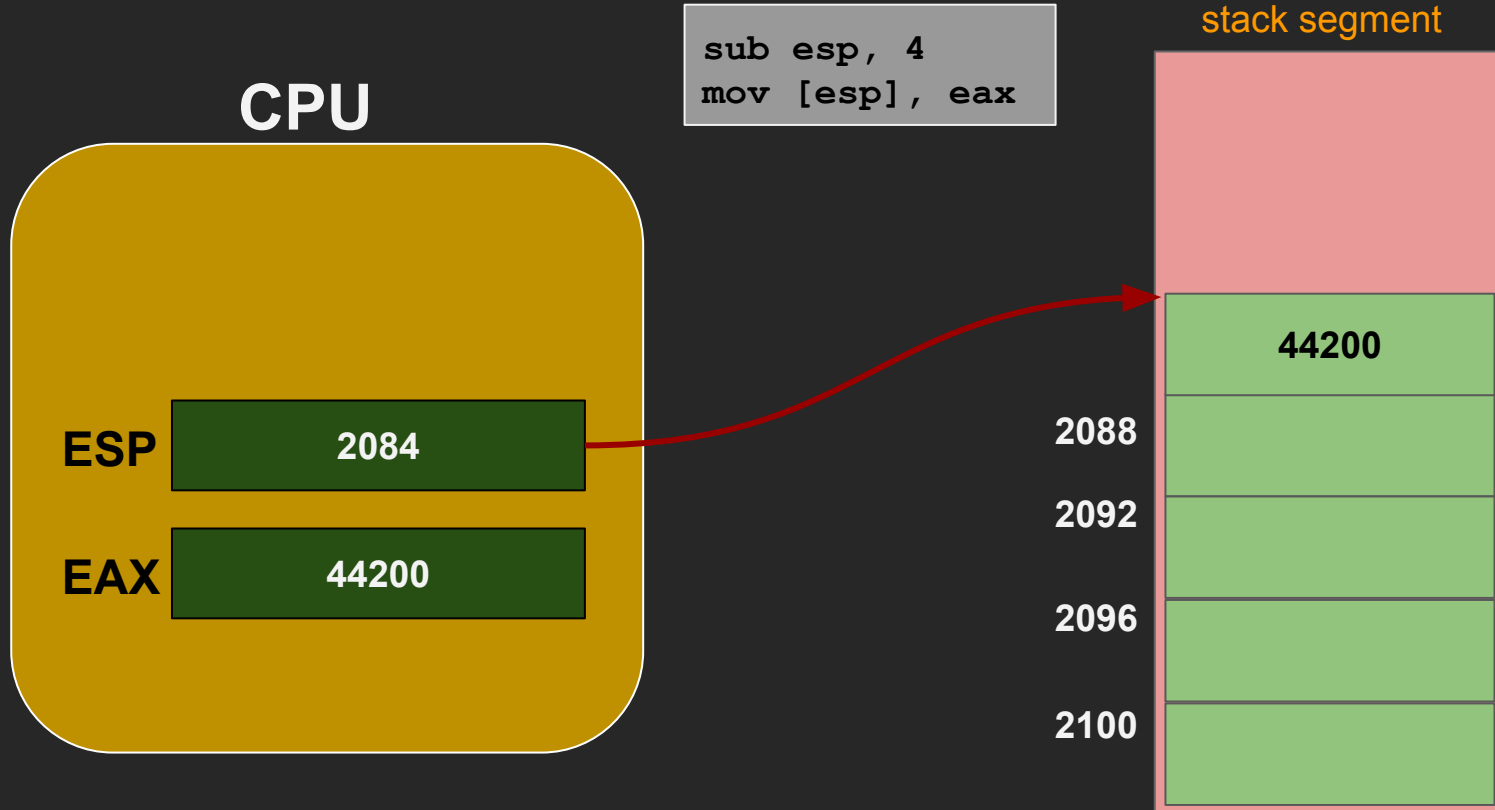 sub esp, 4
mov [esp], eax
stack segment
CPU
44200
ESP
2084
2088
2092
EAX
44200
2096
2100